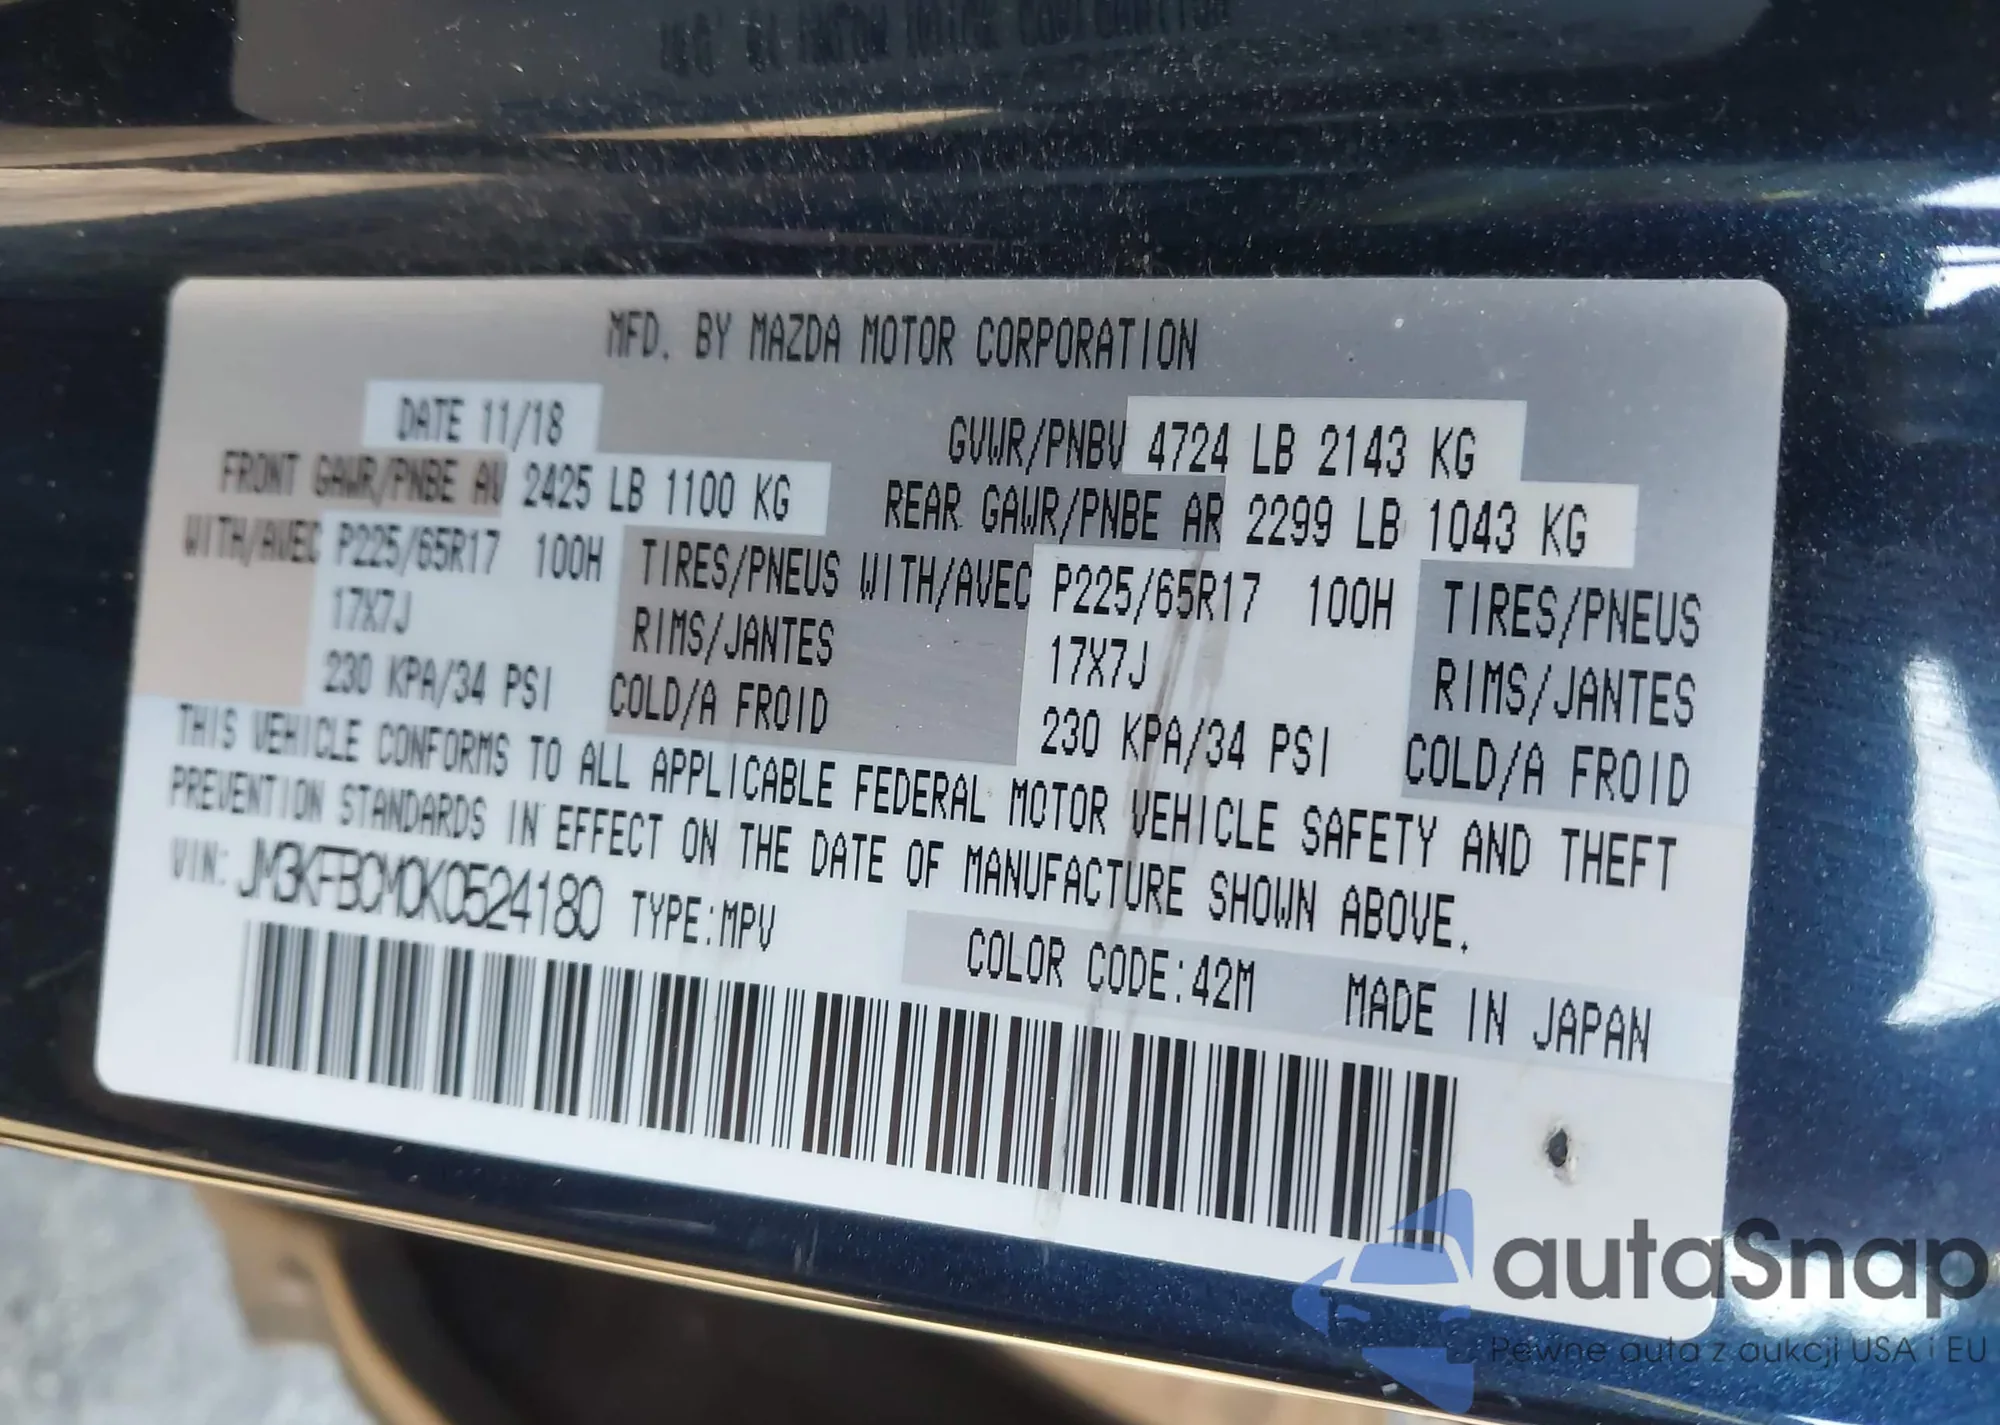 MFD. BY MAZDA MOTOR CORPORATION
DATE 11/18
GVWR/PNBV 4724 LB 2143 KG
FRONT GAWR/PNBE AV 2425 LB 1100 KG
REAR GAWR/PNBE AR 2299 LB 1043 KG
WITH/AVEC P225/65R17 100H TIRES/PNEUS WITH/AVEC P225/65R17 100H TIRES/PNEUS
17X7J RIMS/JANTES 17X7J RIMS/JANTES
230 KPA/34 PSI COLD/A FROID 230 KPA/34 PSI COLD/A FROID
THIS VEHICLE CONFORMS TO ALL APPLICABLE FEDERAL MOTOR VEHICLE SAFETY AND THEFT
PREVENTION STANDARDS IN EFFECT ON THE DATE OF MANUFACTURE SHOWN ABOVE.
VIN: JM3KFBCM0K0524180 TYPE:MPV
COLOR CODE:42M MADE IN JAPAN
autaSnap
Pewne auta z aukcji USA i EU